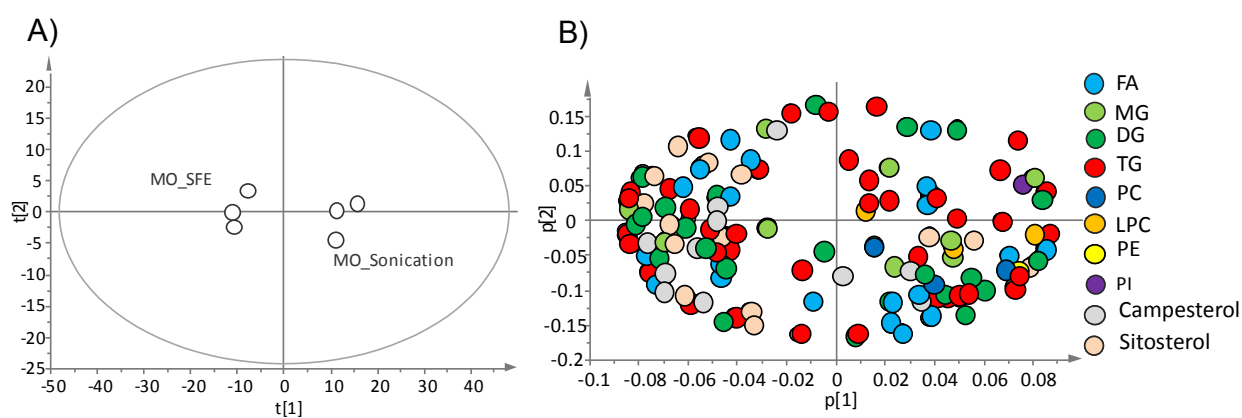 A)
B)
t[2]
20
15
10
5
0
-5
-10
-15
-20
-25
MO_SFE
MO_Sonication
-50 -40 -30 -20 -10 0 10 20 30 40
t[1]
p[2]
0.15
0.1
0.05
0
-0.05
-0.1
-0.15
-0.2
-0.1 -0.08 -0.06 -0.04 -0.02 0 0.02 0.04 0.06 0.08
p[1]
FA
MG
DG
TG
PC
LPC
PE
PI
Campesterol
Sitosterol